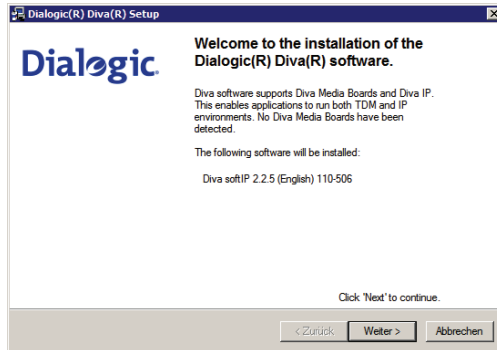 Dialogic(R) Diva(R) Setup
Dialogic.
Welcome to the installation of the
Dialogic(R) Diva(R) software.
Diva software supports Diva Media Boards and Diva IP.
This enables applications to run both TDM and IP
environments. No Diva Media Boards have been
detected.
The following software will be installed:
Diva softIP 2.2.5 (English) 110-506
Click 'Next' to continue.
< Zurück
Weiter >
Abbrechen